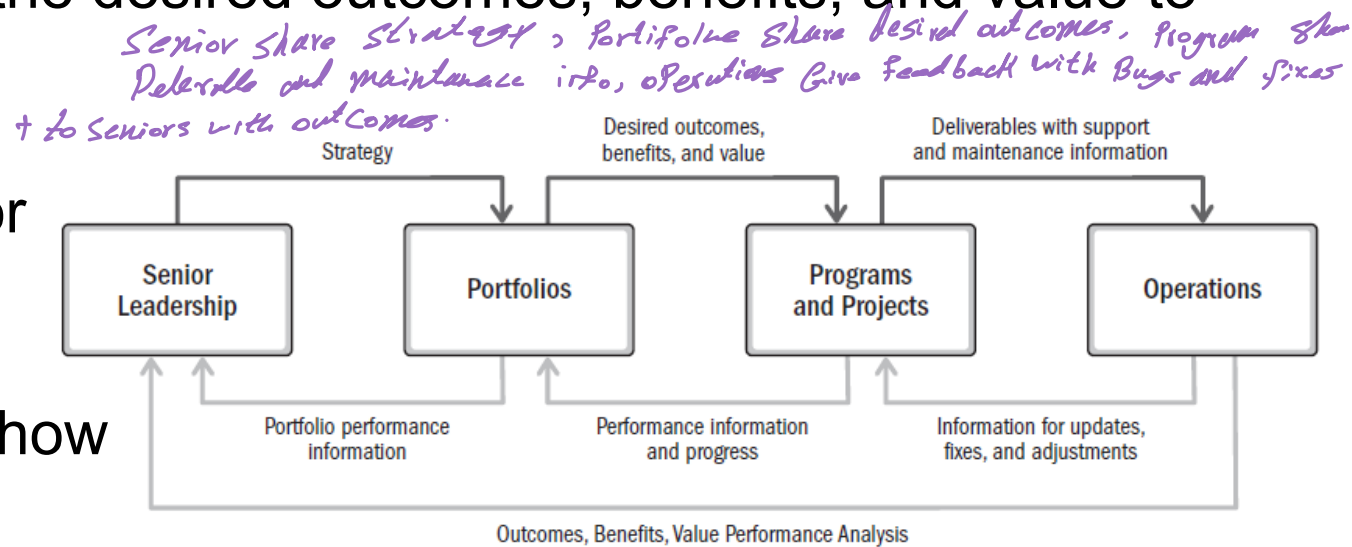 the desired outcomes, benefits, and value to
Senior share strategy, Portifolue share desired outcomes, Program
and maintanace info, operations Give feedback with Bugs and fixes
+ to seniors with outcomes.
Desired outcomes,
benefits, and value
Deliverables with support
and maintenance information
Strategy
or
Senior
Leadership
Portfolios
Programs
and Projects
Operations
how
Portfolio performance
information
Performance information
and progress
Information for updates,
fixes, and adjustments
Outcomes, Benefits, Value Performance Analysis